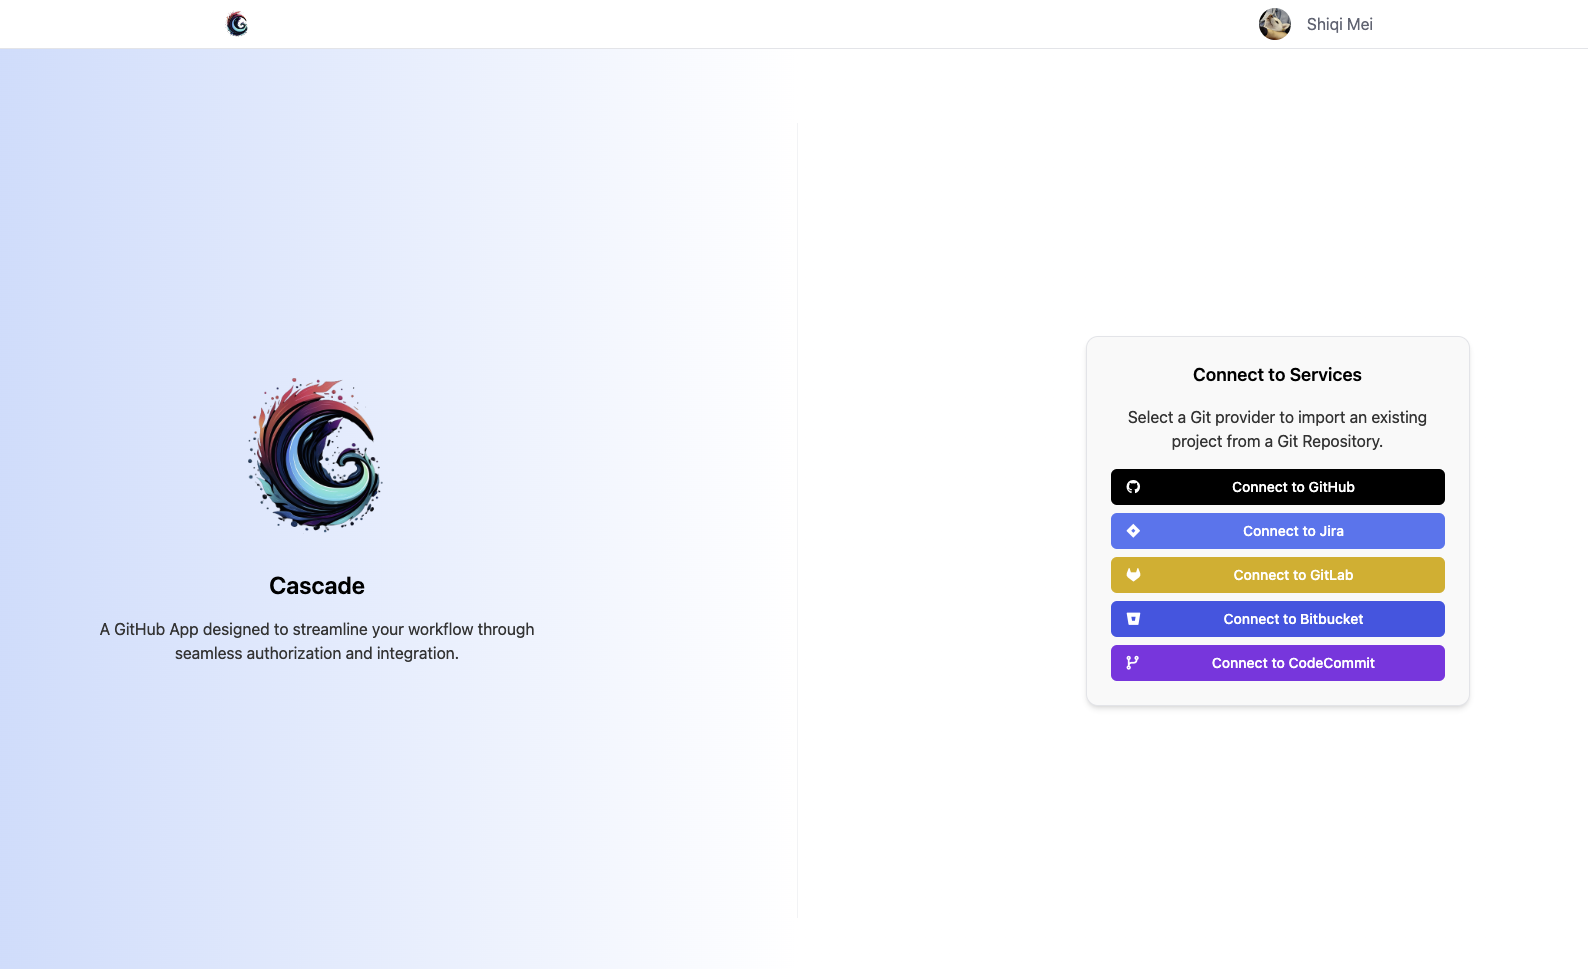 Shiqi Mei
Cascade
A GitHub App designed to streamline your workflow through
seamless authorization and integration.
Connect to Services
Select a Git provider to import an existing
project from a Git Repository.
Connect to GitHub
Connect to Jira
Connect to GitLab
Connect to Bitbucket
Connect to CodeCommit